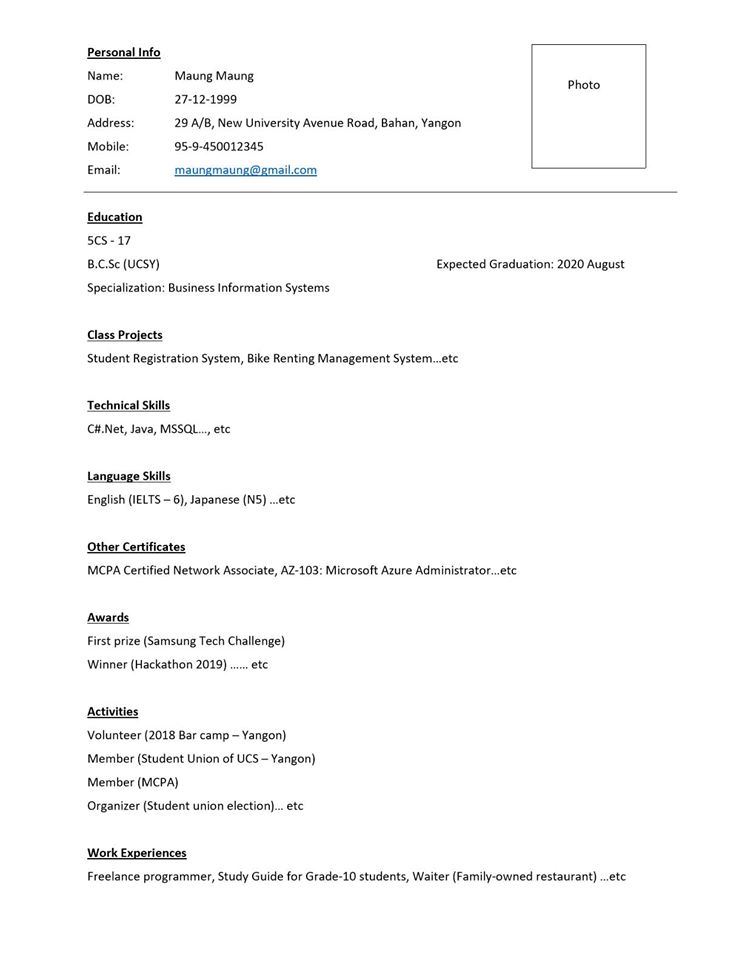 Personal Info
Photo
Name: Maung Maung
DOB: 27-12-1999
Address: 29 A/B, New University Avenue Road, Bahan, Yangon
Mobile: 95-9-450012345
Email: maungmaung@gmail.com
Education
5CS - 17
B.C.Sc (UCSY) Expected Graduation: 2020 August
Specialization: Business Information Systems
Class Projects
Student Registration System, Bike Renting Management System…etc
Technical Skills
C#.Net, Java, MSSQL…, etc
Language Skills
English (IELTS – 6), Japanese (N5) …etc
Other Certificates
MCPA Certified Network Associate, AZ-103: Microsoft Azure Administrator…etc
Awards
First prize (Samsung Tech Challenge)
Winner (Hackathon 2019) …… etc
Activities
Volunteer (2018 Bar camp – Yangon)
Member (Student Union of UCS – Yangon)
Member (MCPA)
Organizer (Student union election)… etc
Work Experiences
Freelance programmer, Study Guide for Grade-10 students, Waiter (Family-owned restaurant) …etc